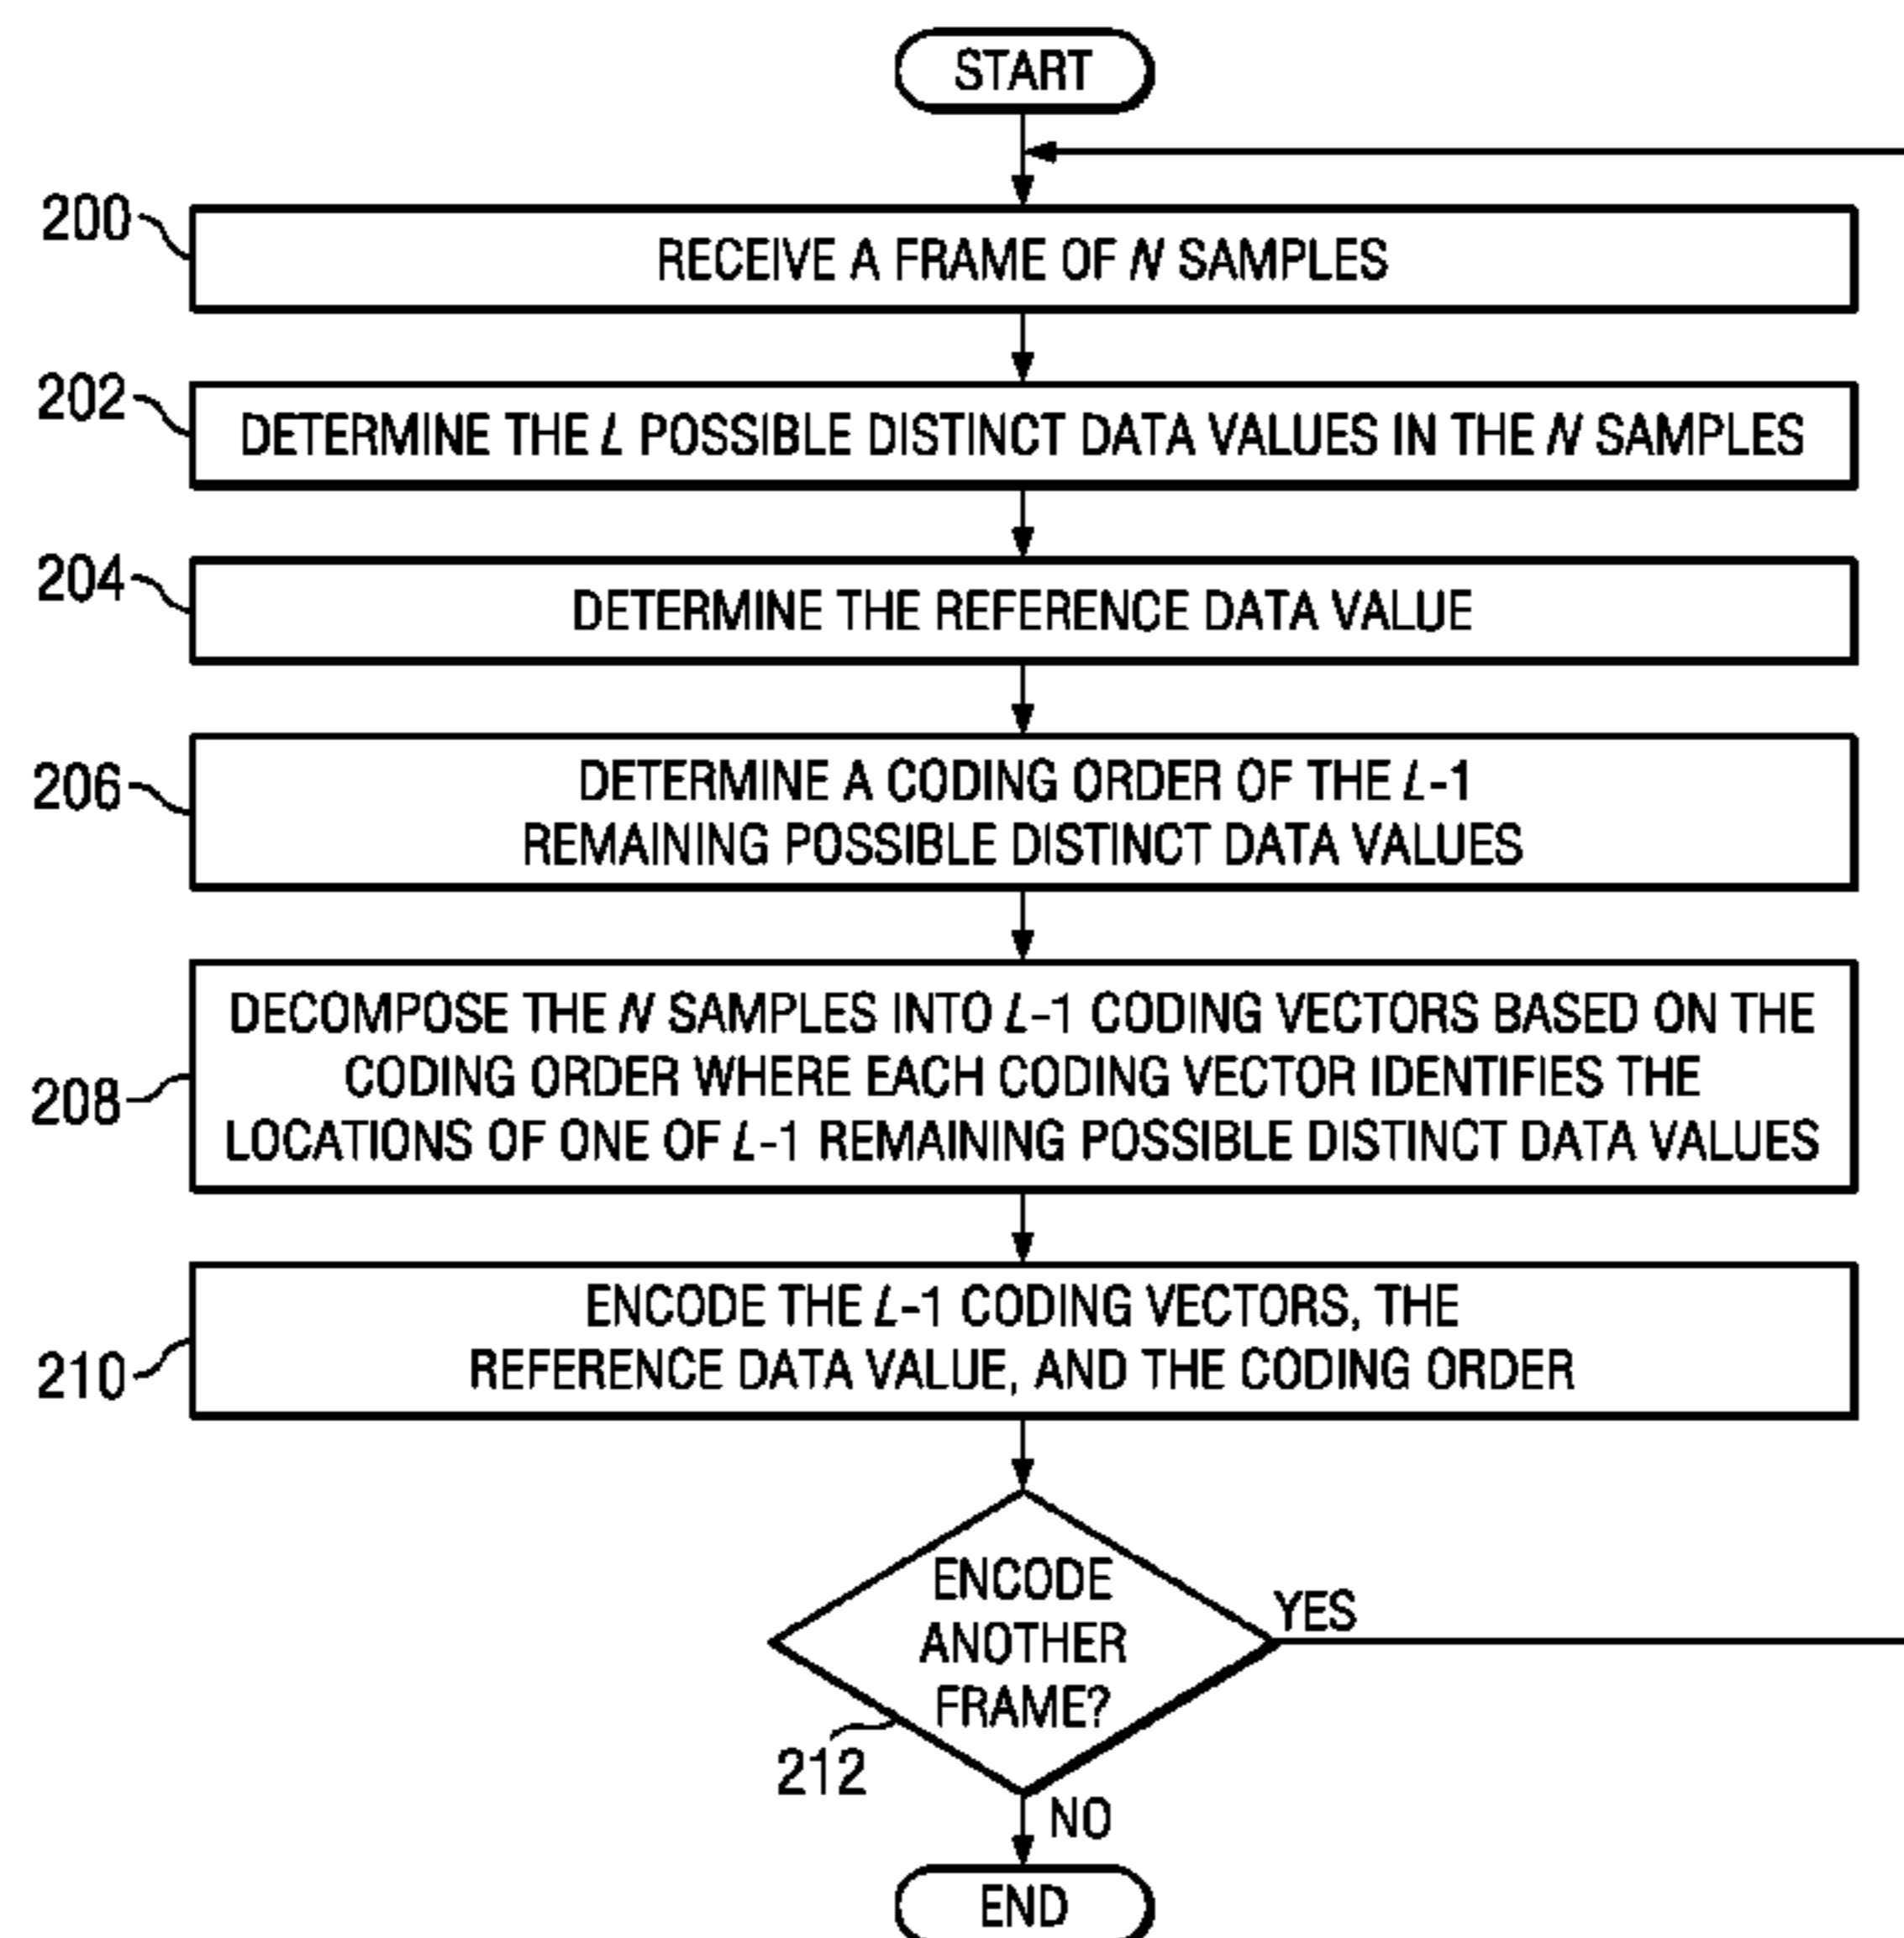 START
200
RECEIVE A FRAME OF N SAMPLES
202
DETERMINE THE L POSSIBLE DISTINCT DATA VALUES IN THE N SAMPLES
204
DETERMINE THE REFERENCE DATA VALUE
206
DETERMINE A CODING ORDER OF THE L-1
REMAINING POSSIBLE DISTINCT DATA VALUES
208
DECOMPOSE THE N SAMPLES INTO L-1 CODING VECTORS BASED ON THE
CODING ORDER WHERE EACH CODING VECTOR IDENTIFIES THE
LOCATIONS OF ONE OF L-1 REMAINING POSSIBLE DISTINCT DATA VALUES
210
ENCODE THE L-1 CODING VECTORS, THE
REFERENCE DATA VALUE, AND THE CODING ORDER
ENCODE
ANOTHER
FRAME?
YES
212
NO
END